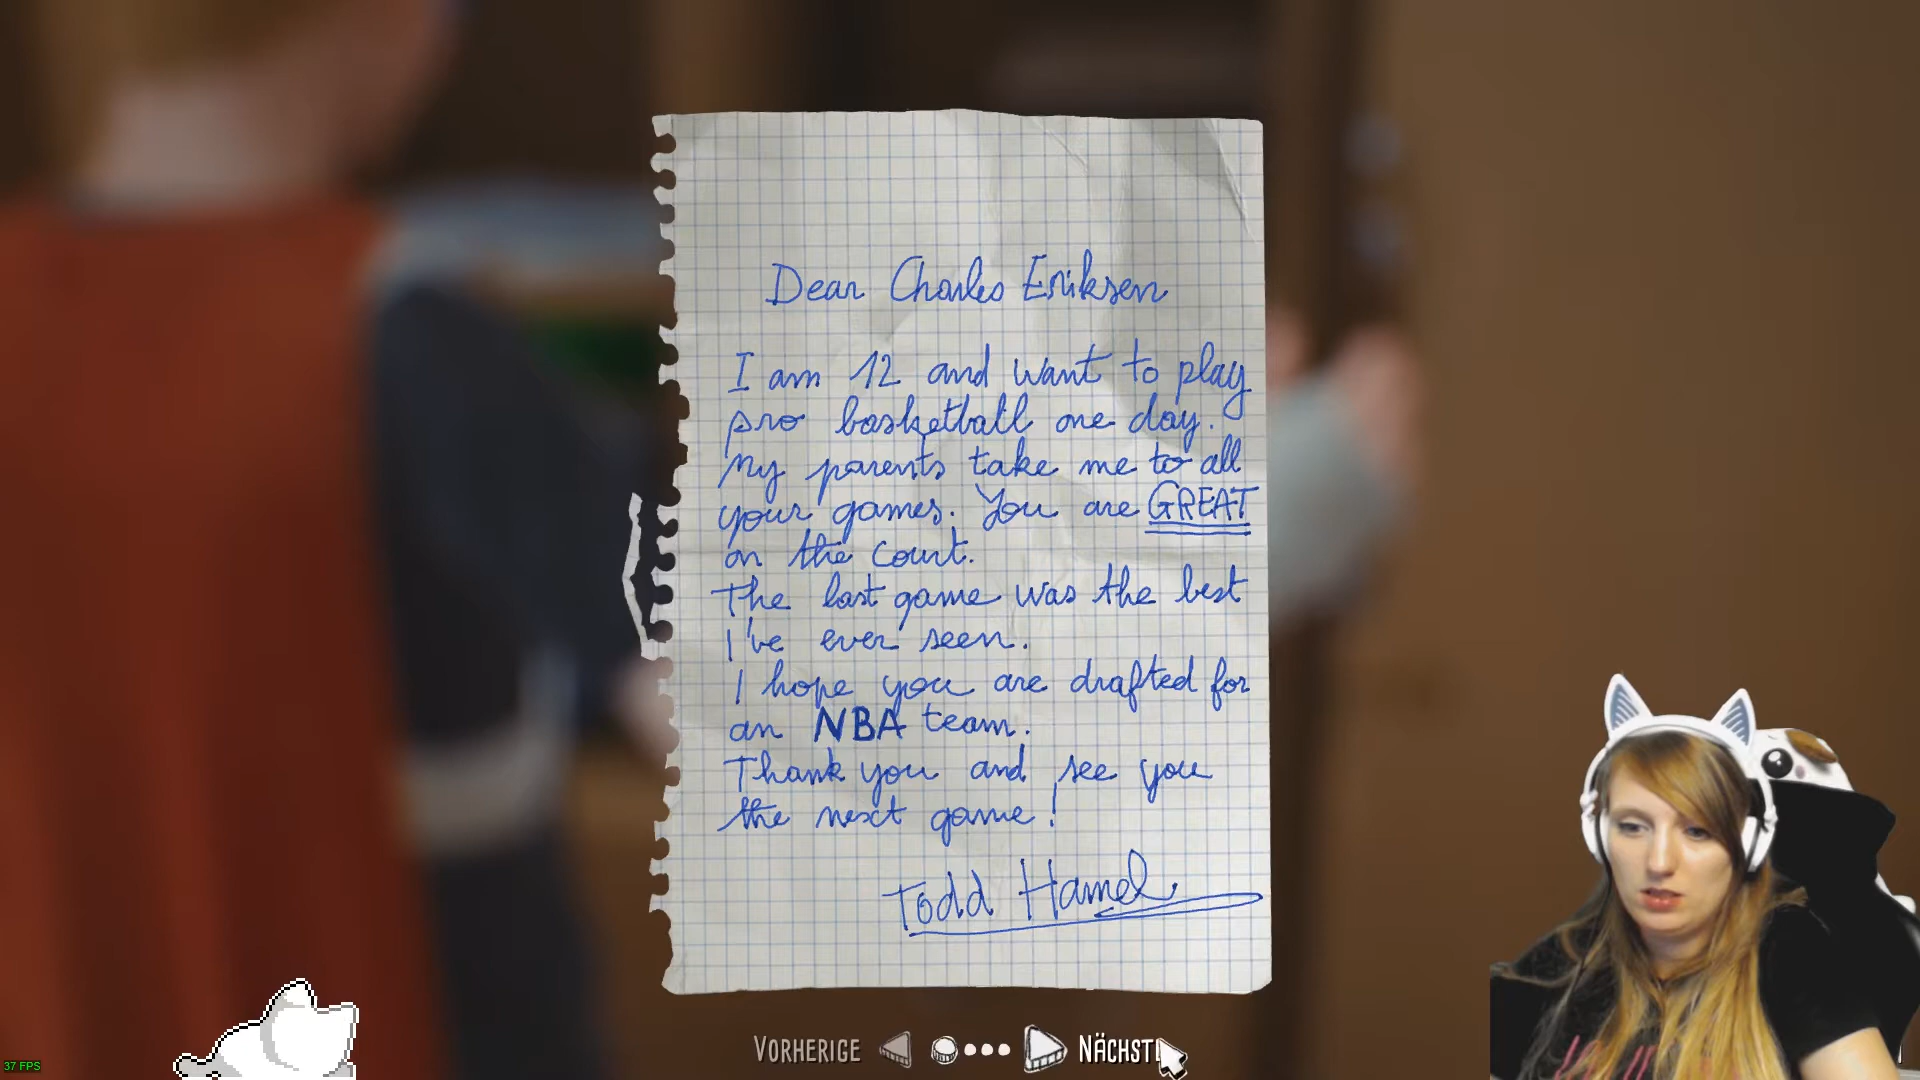 Dear Charles Eriksen
I am 12 and want to play
pro basketball one day.
My parents take me to all
your games. You are GREAT
on the court.
The last game was the best
I've ever seen.
I hope you are drafted for
an NBA team.
Thank you and see you
the next game!
Todd Hamel
VORHERIGE
37 FPS